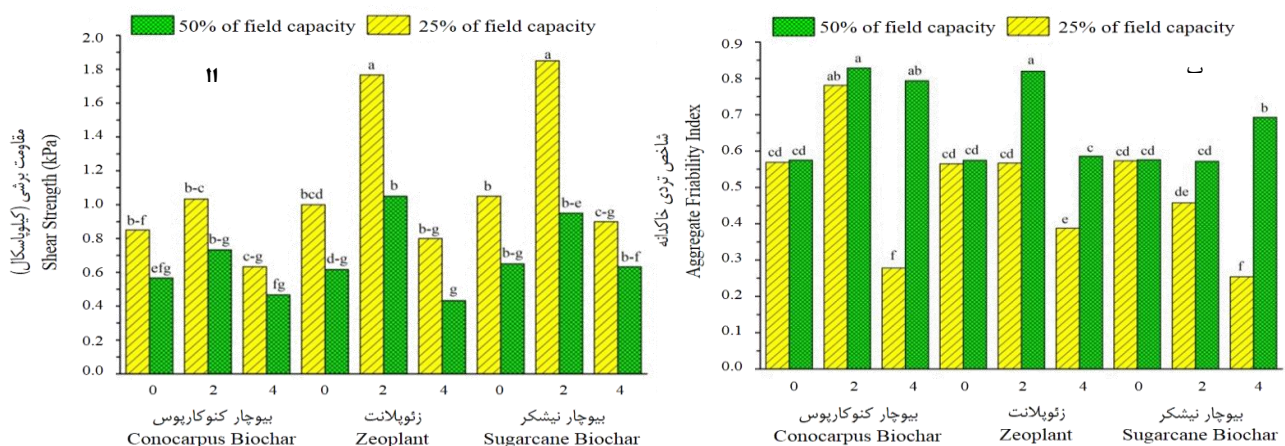 50% of field capacity 25% of field capacity
2.0
1.8
1.6
1.4
1.2
1.0
0.8
0.6
0.4
0.2
0.0
مقاومت برشی (کیلوپاسکال)
Shear Strength (kPa)
b-f efg b-c b-g c-g fg bcd d-g a b b-g g b b-g a b-e c-g b-f
0 2 4 0 2 4 0 2 4
بیوچار کنوکارپوس زئوپلانت بیوچار نیشکر
Conocarpus Biochar Zeoplant Sugarcane Biochar
50% of field capacity 25% of field capacity
0.9
0.8
0.7
0.6
0.5
0.4
0.3
0.2
0.1
0.0
شاخص تردی خاکدانه
Aggregate Friability Index
cd cd ab a f ab cd cd cd a e c cd cd de cd f b
0 2 4 0 2 4 0 2 4
بیوچار کنوکارپوس زئوپلانت بیوچار نیشکر
Conocarpus Biochar Zeoplant Sugarcane Biochar